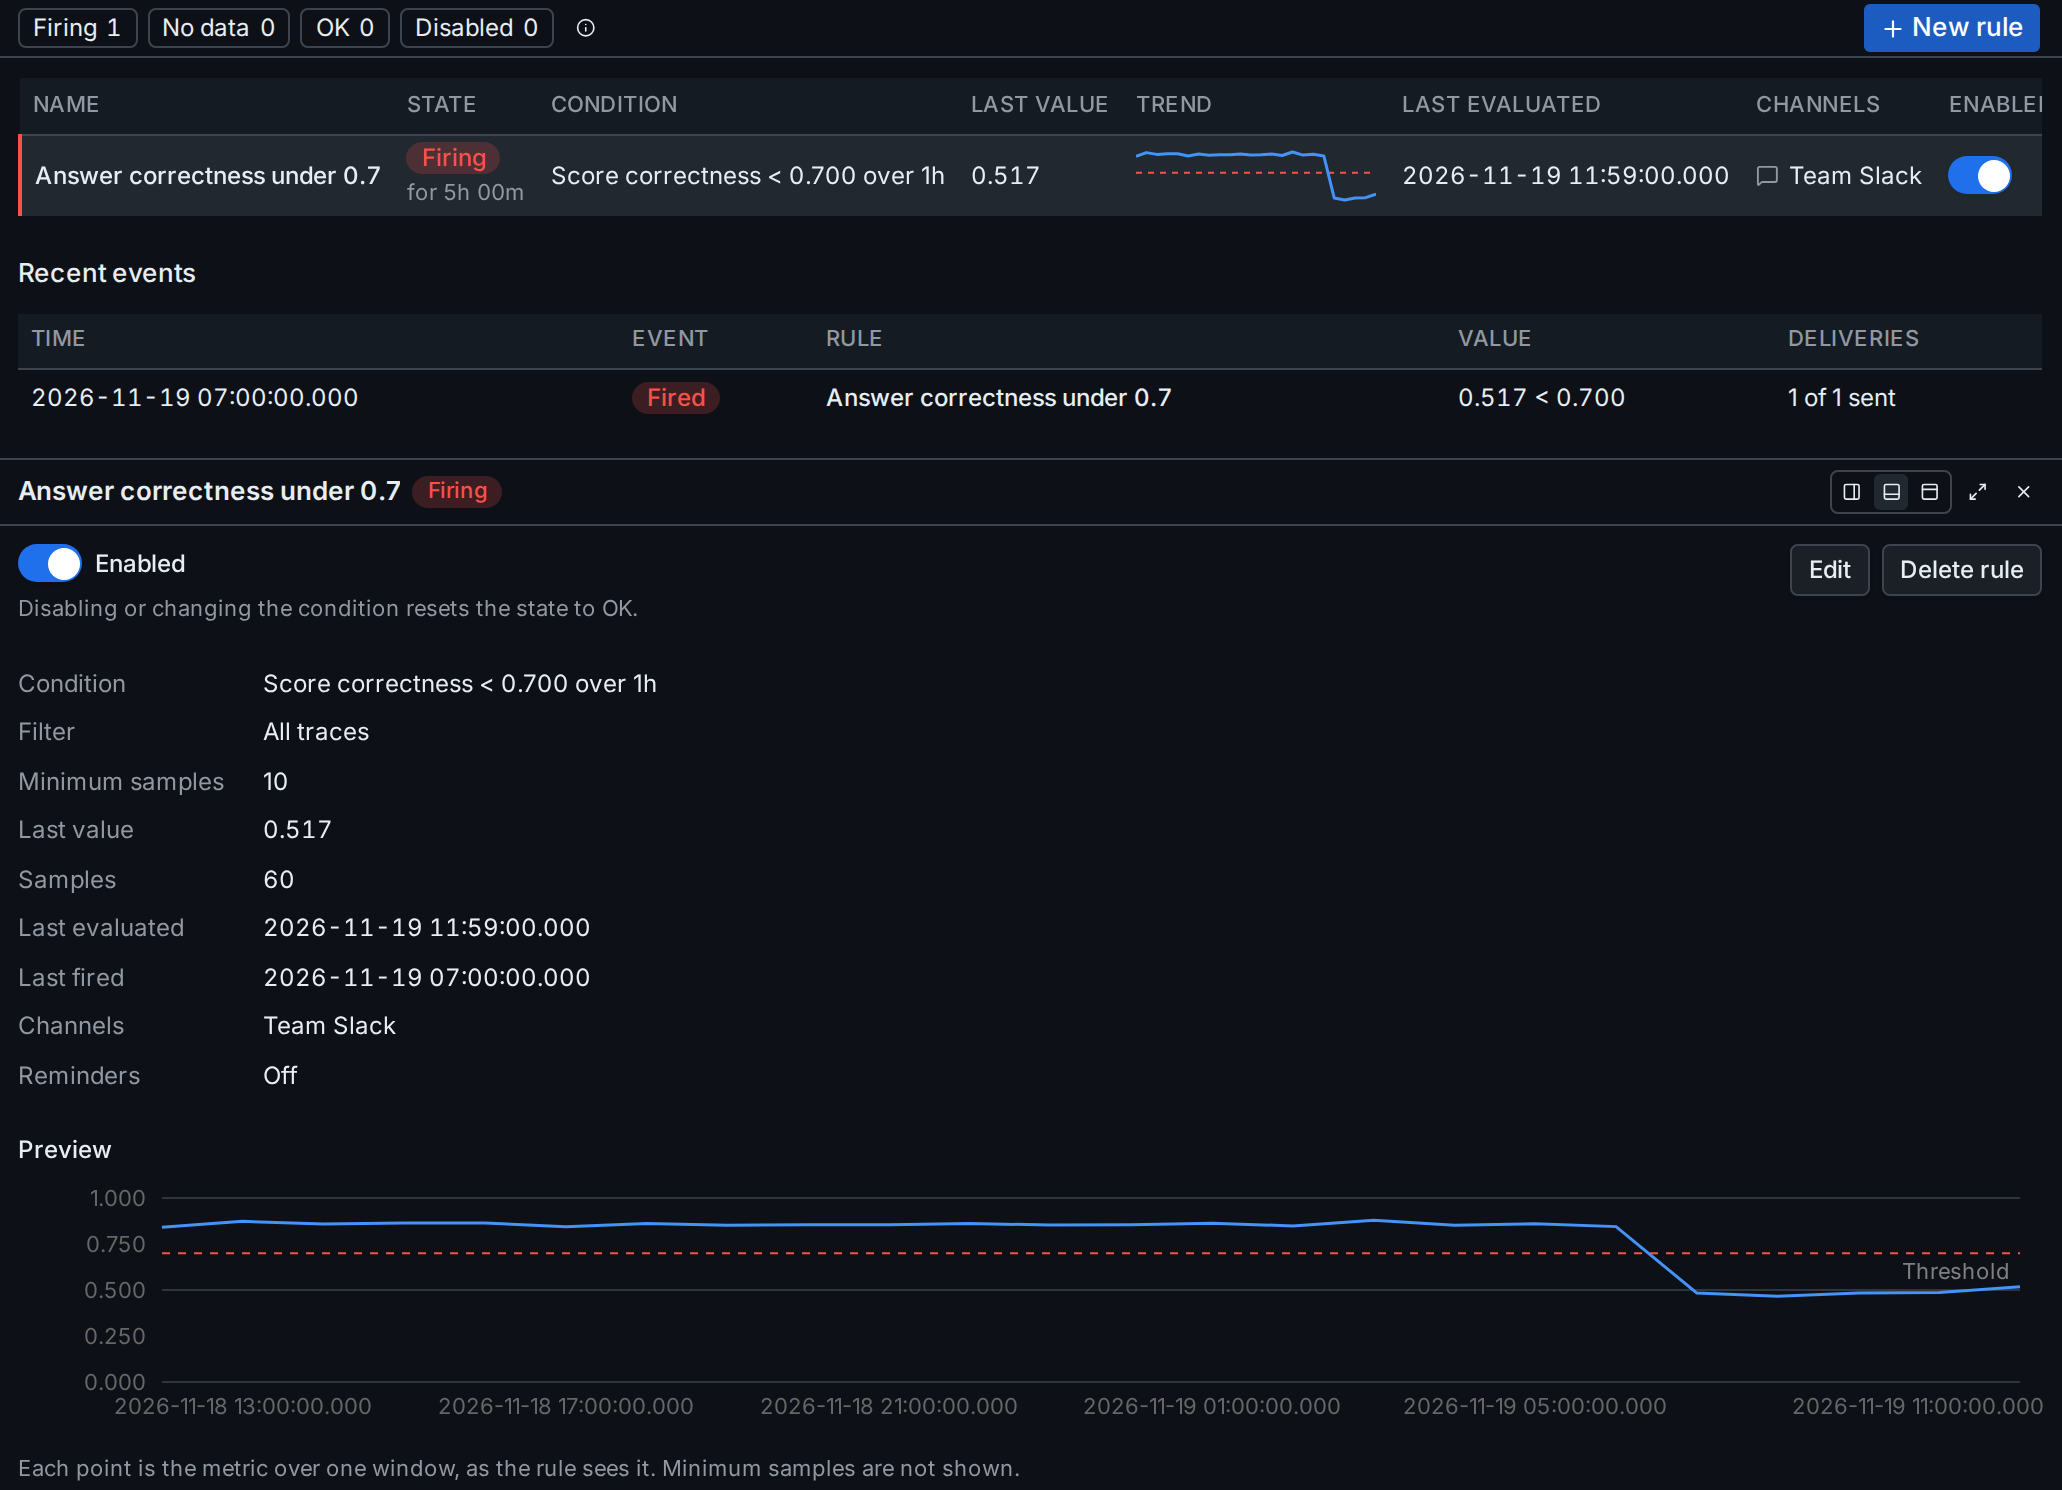 Firing 1  No data 0  OK 0  Disabled 0  + New rule
NAME  STATE  CONDITION  LAST VALUE  TREND  LAST EVALUATED  CHANNELS  ENABLE
Answer correctness under 0.7  Firing  Score correctness < 0.700 over 1h  0.517  2026-11-19 11:59:00.000  Team Slack
for 5h 00m
Recent events
TIME  EVENT  RULE  VALUE  DELIVERIES
2026-11-19 07:00:00.000  Fired  Answer correctness under 0.7  0.517 < 0.700  1 of 1 sent
Answer correctness under 0.7  Firing
Enabled  Edit  Delete rule
Disabling or changing the condition resets the state to OK.
Condition  Score correctness < 0.700 over 1h
Filter  All traces
Minimum samples  10
Last value  0.517
Samples  60
Last evaluated  2026-11-19 11:59:00.000
Last fired  2026-11-19 07:00:00.000
Channels  Team Slack
Reminders  Off
Preview
1.000
0.750
Threshold
0.500
0.250
0.000
2026-11-18 13:00:00.000  2026-11-18 17:00:00.000  2026-11-18 21:00:00.000  2026-11-19 01:00:00.000  2026-11-19 05:00:00.000  2026-11-19 11:00:00.000
Each point is the metric over one window, as the rule sees it. Minimum samples are not shown.